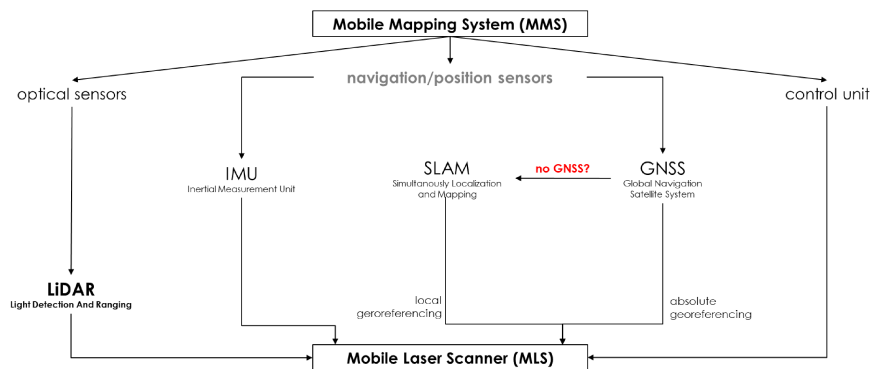 Mobile Mapping System (MMS)
optical sensors
navigation/position sensors
control unit
IMU
Inertial Measurement Unit
SLAM
Simultanously Localization
and Mapping
no GNSS?
GNSS
Global Navigation
Satellite System
LiDAR
Light Detection And Ranging
local
geroreferencing
absolute
georeferencing
Mobile Laser Scanner (MLS)